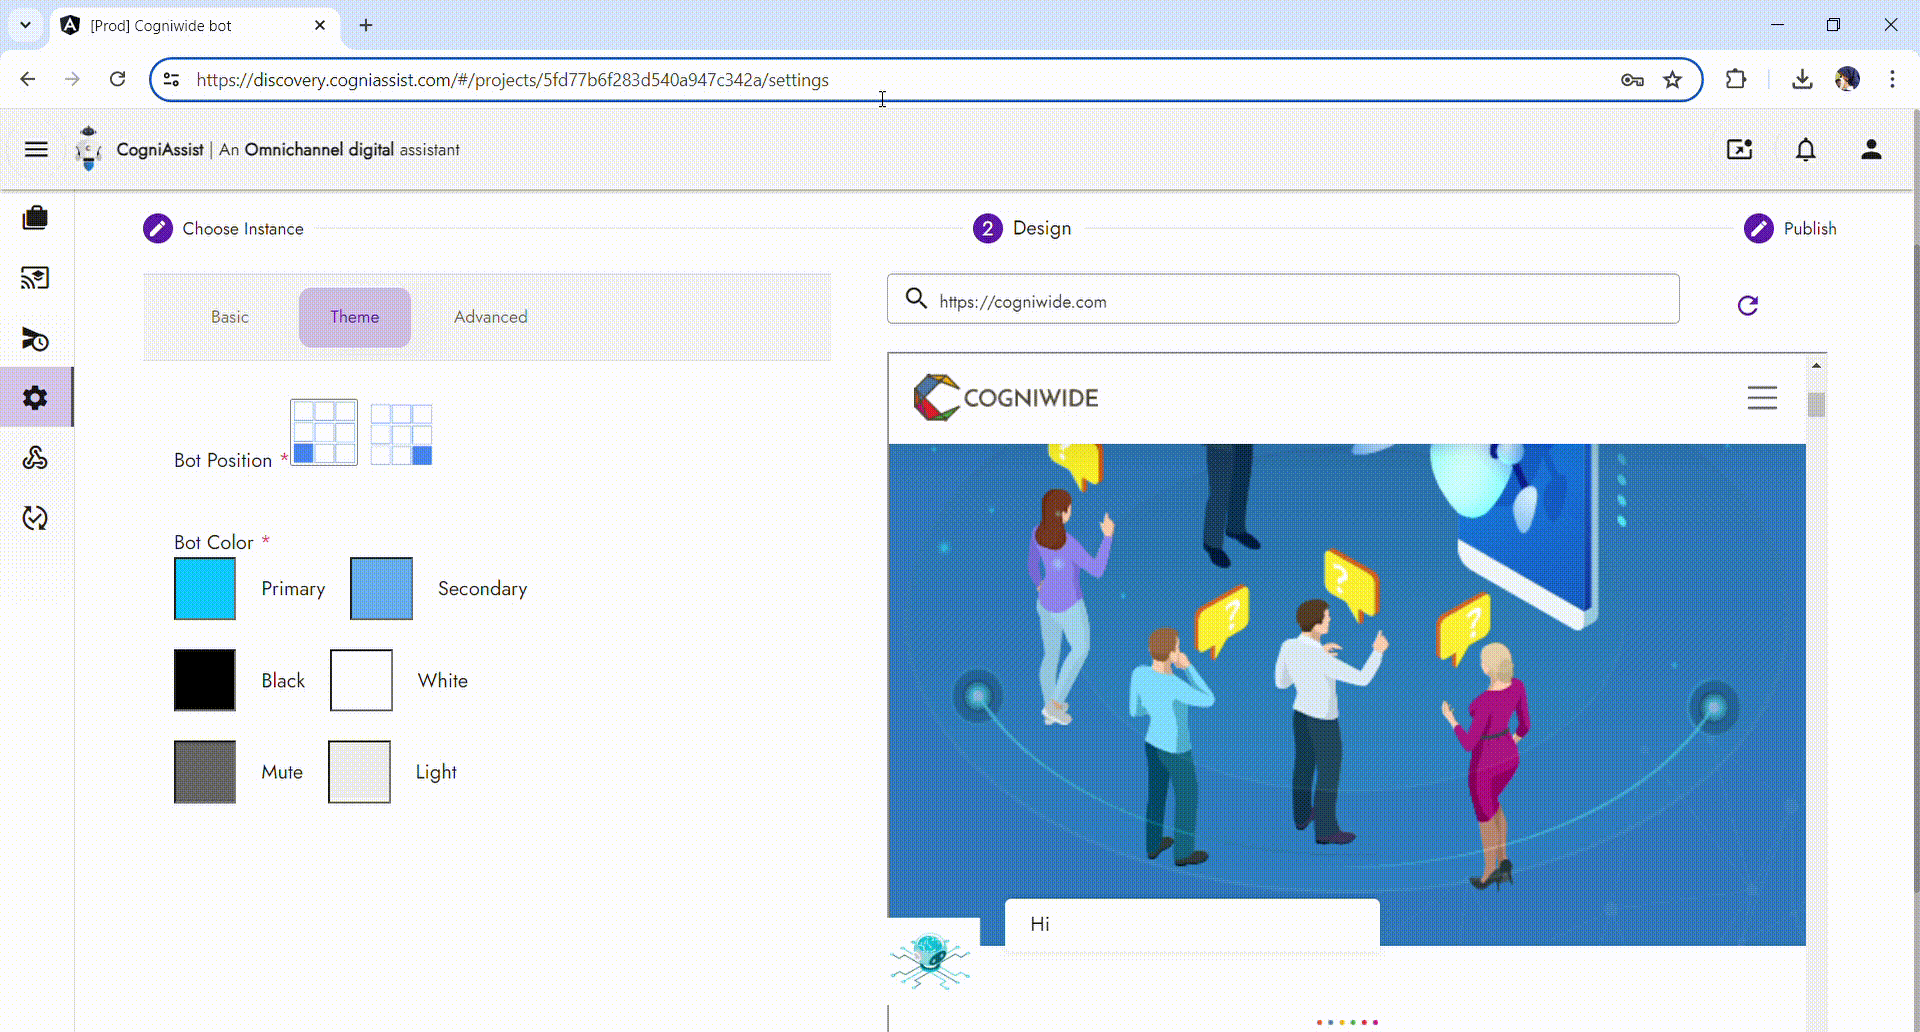 [Prod] Cogniwide bot
https://discovery.cogniassist.com/#/projects/5fd77b6f283d540a947c342a/settings
CogniAssist | An Omnichannel digital assistant
Choose Instance
2 Design
Publish
Basic Theme Advanced
https://cogniwide.com
COGNIWIDE
Bot Position *
Bot Color *
Primary Secondary
Black White
Mute Light
?
?
?
Hi